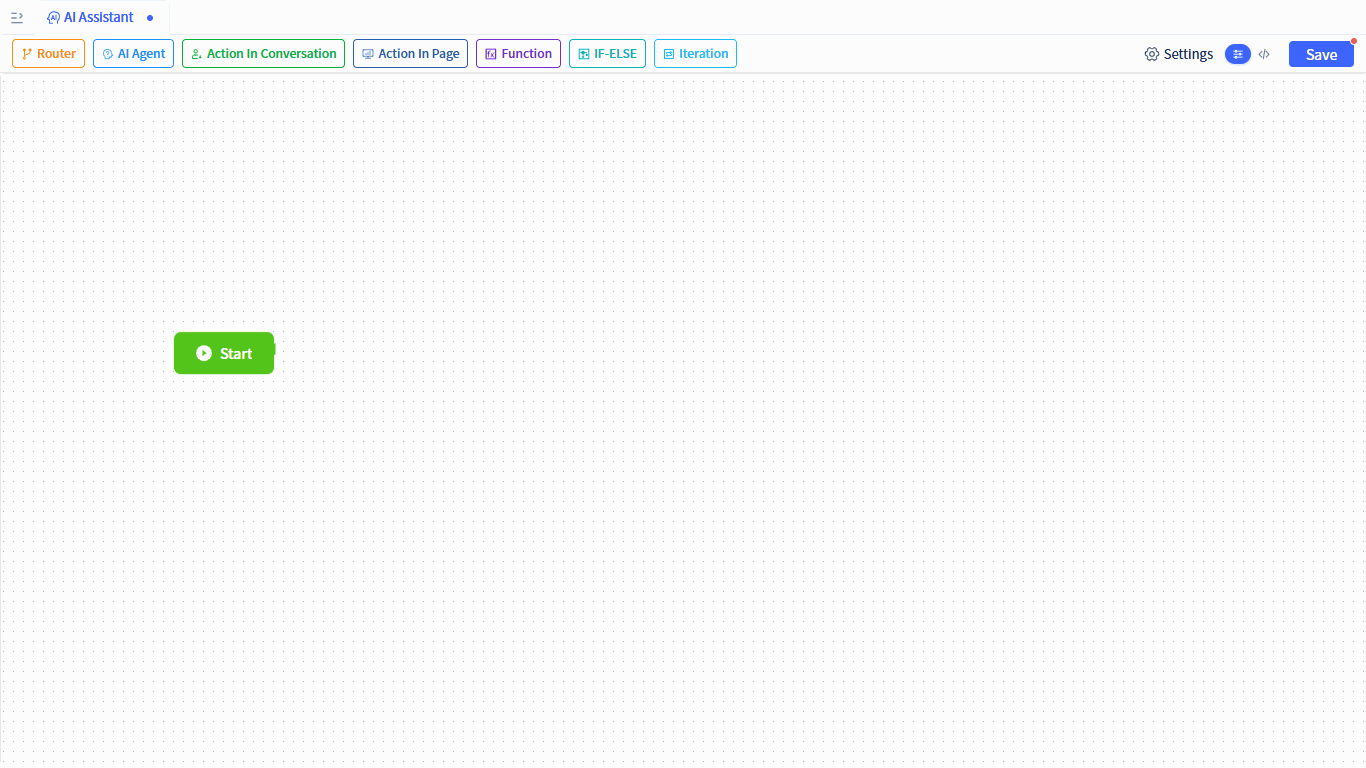 AI Assistant
Router AI Agent Action In Conversation Action In Page Function IF-ELSE Iteration Settings Save
Start